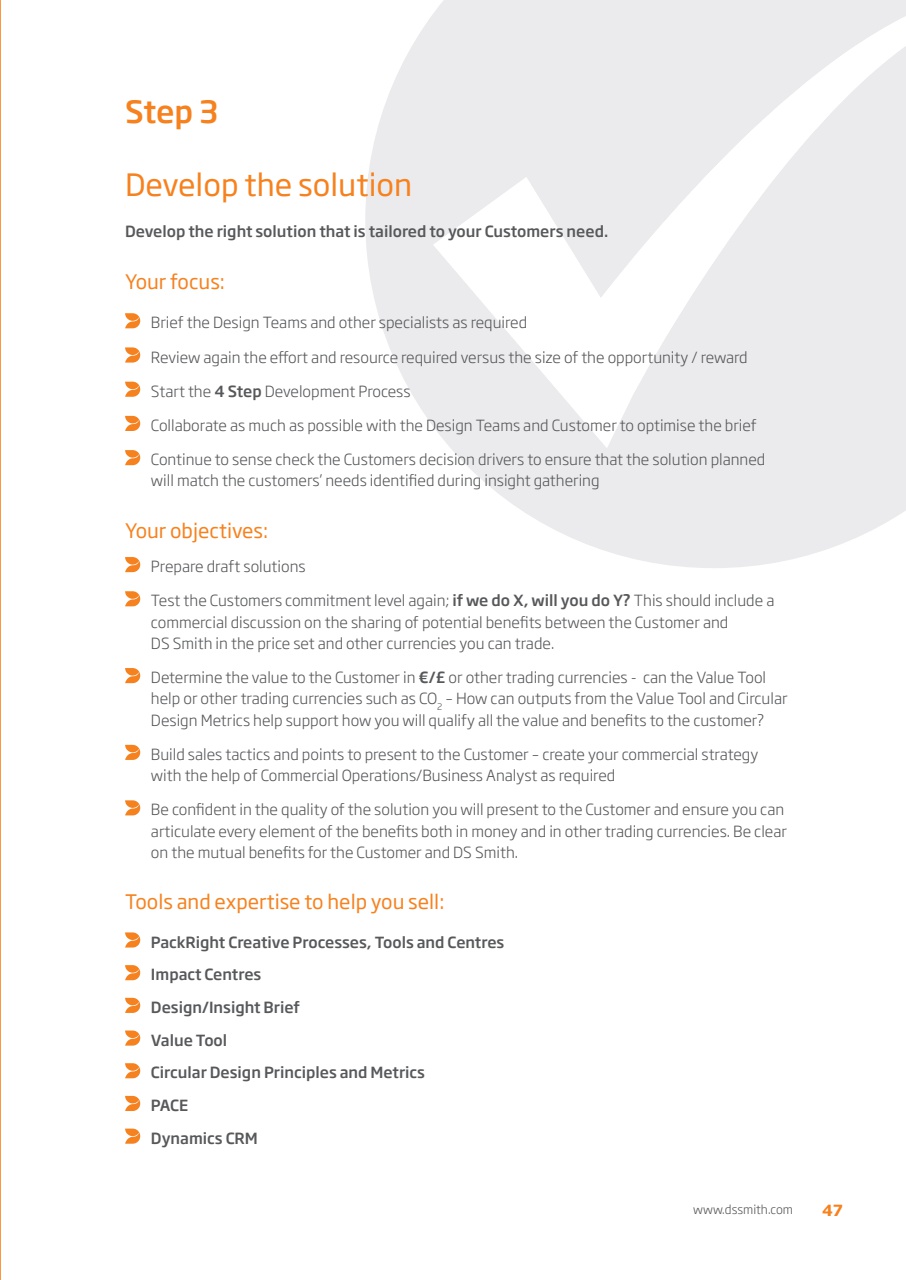 Step 3
Develop the solution
Develop the right solution that is tailored to your Customers need.
Your focus:
Brief the Design Teams and other specialists as required
Review again the effort and resource required versus the size of the opportunity / reward
Start the 4 Step Development Process
Collaborate as much as possible with the Design Teams and Customer to optimise the brief
Continue to sense check the Customers decision drivers to ensure that the solution planned
will match the customers’ needs identified during insight gathering
Your objectives:
Prepare draft solutions
Test the Customers commitment level again; if we do X, will you do Y? This should include a
commercial discussion on the sharing of potential benefits between the Customer and
DS Smith in the price set and other currencies you can trade.
Determine the value to the Customer in €/£ or other trading currencies - can the Value Tool
help or other trading currencies such as CO₂ – How can outputs from the Value Tool and Circular
Design Metrics help support how you will qualify all the value and benefits to the customer?
Build sales tactics and points to present to the Customer – create your commercial strategy
with the help of Commercial Operations/Business Analyst as required
Be confident in the quality of the solution you will present to the Customer and ensure you can
articulate every element of the benefits both in money and in other trading currencies. Be clear
on the mutual benefits for the Customer and DS Smith.
Tools and expertise to help you sell:
PackRight Creative Processes, Tools and Centres
Impact Centres
Design/Insight Brief
Value Tool
Circular Design Principles and Metrics
PACE
Dynamics CRM
www.dssmith.com 47